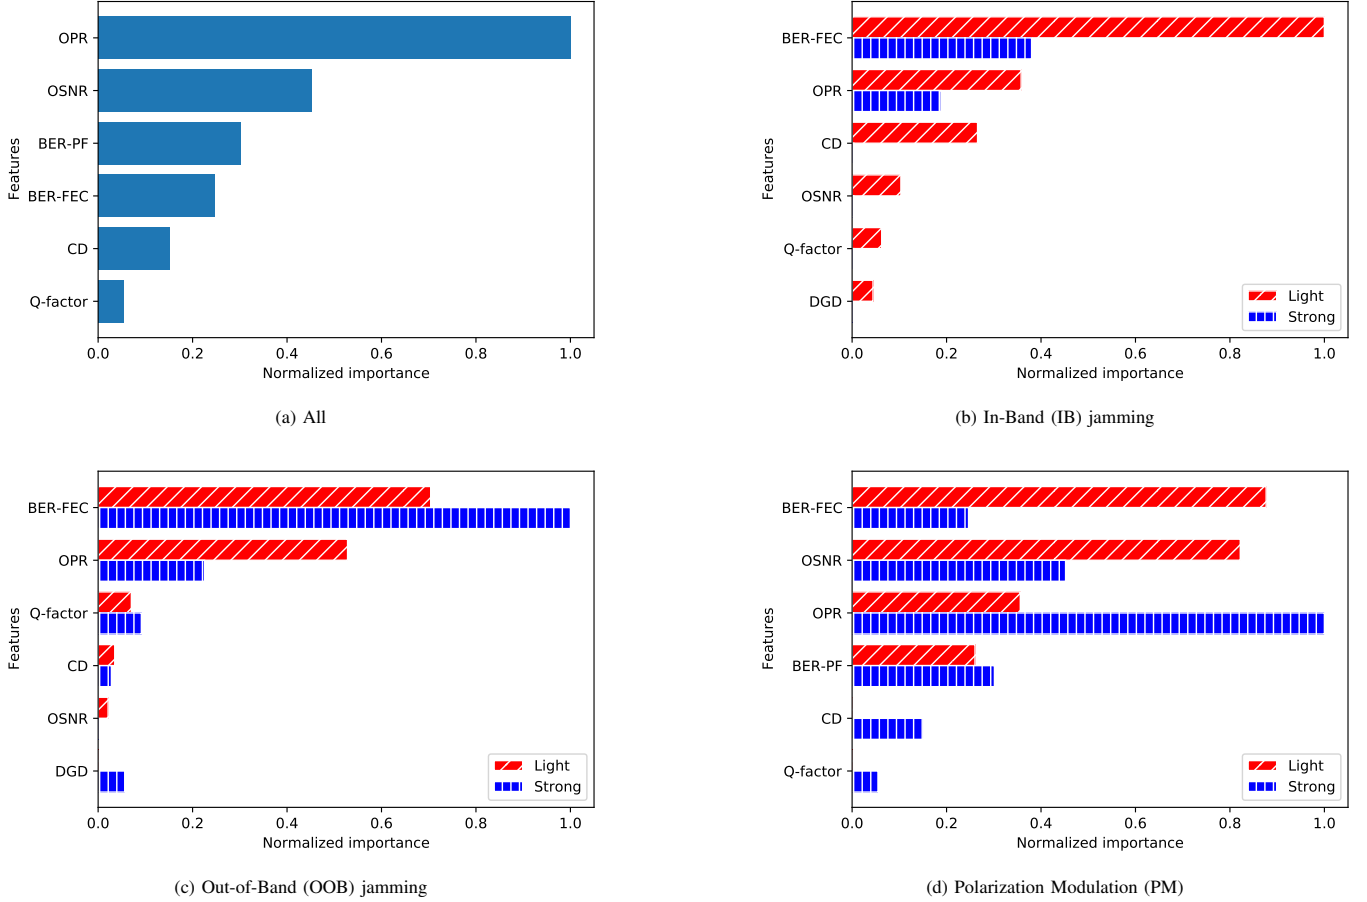 OPR
OSNR
BER-PF
BER-FEC
CD
Q-factor
Features
0.0 0.2 0.4 0.6 0.8 1.0
Normalized importance
(a) All
BER-FEC
OPR
CD
OSNR
Q-factor
DGD
Features
Light
Strong
0.0 0.2 0.4 0.6 0.8 1.0
Normalized importance
(b) In-Band (IB) jamming
BER-FEC
OPR
Q-factor
CD
OSNR
DGD
Features
Light
Strong
0.0 0.2 0.4 0.6 0.8 1.0
Normalized importance
(c) Out-of-Band (OOB) jamming
BER-FEC
OSNR
OPR
BER-PF
CD
Q-factor
Features
Light
Strong
0.0 0.2 0.4 0.6 0.8 1.0
Normalized importance
(d) Polarization Modulation (PM)